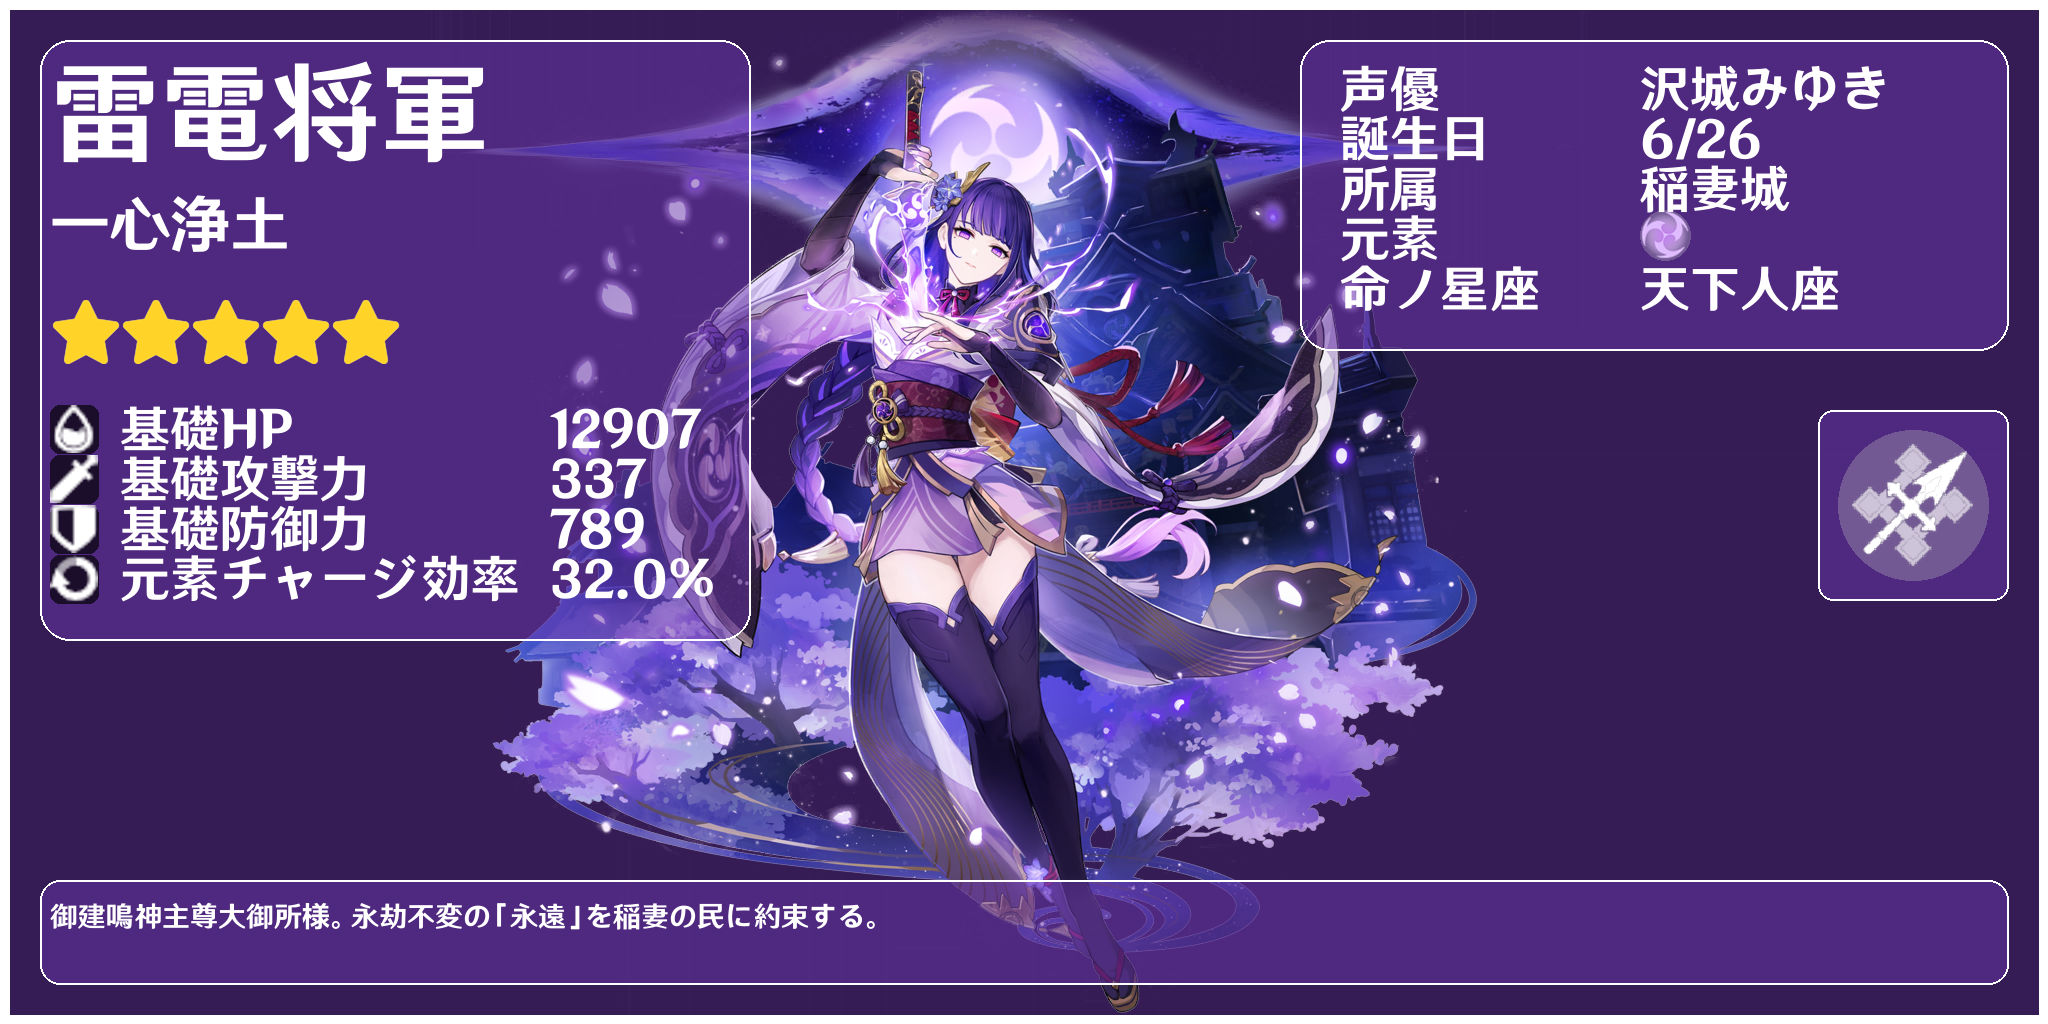 雷電将軍
一心浄土
基礎HP 12907
基礎攻撃力 337
基礎防御力 789
元素チャージ効率 32.0%
声優 沢城みゆき
誕生日 6/26
所属 稲妻城
元素
命ノ星座 天下人座
御建鳴神主尊大御所様。永劫不変の「永遠」を稲妻の民に約束する。